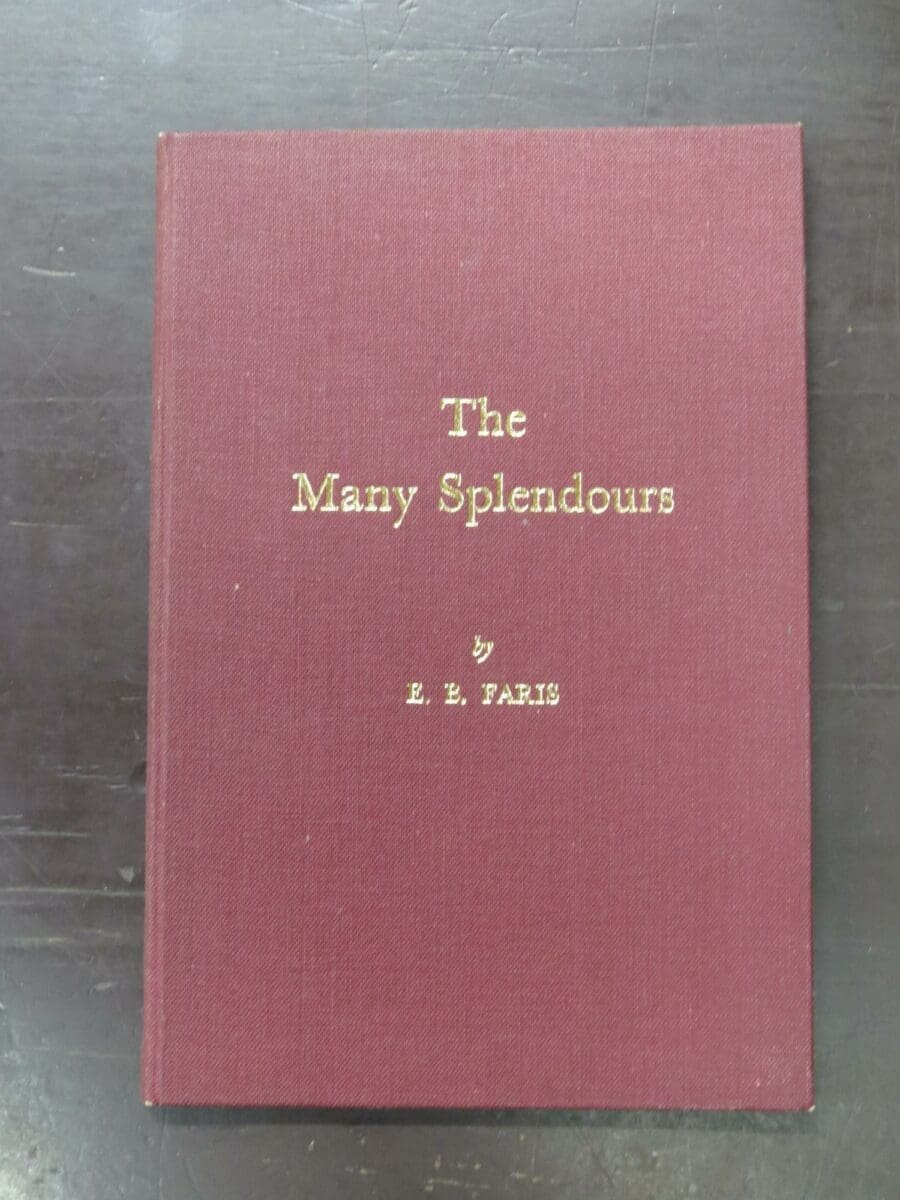 The
Many Splendours
by
E. B. FARIS